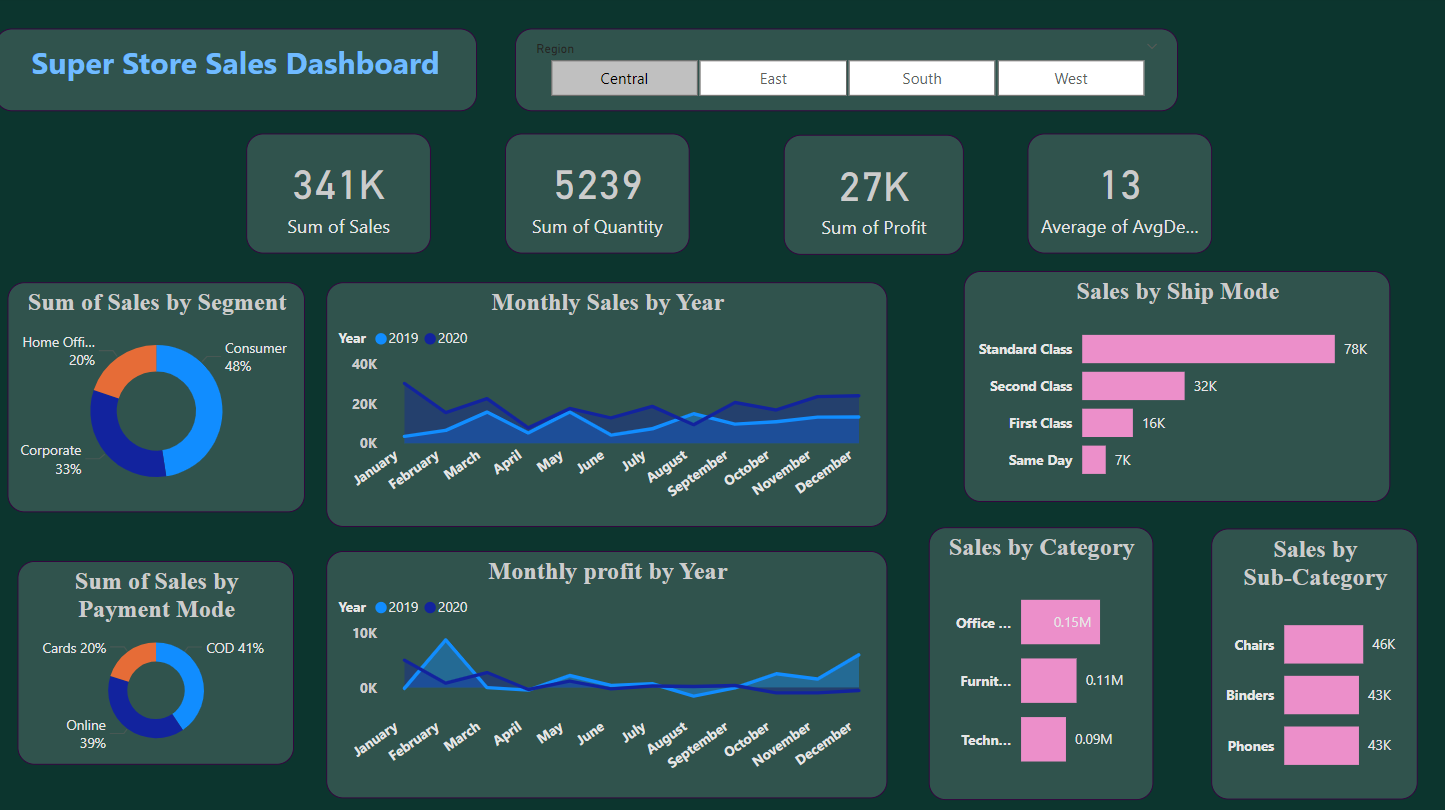 Super Store Sales Dashboard
Region
Central
East
South
West
341K
Sum of Sales
5239
Sum of Quantity
27K
Sum of Profit
13
Average of AvgDe...
Sum of Sales by Segment
Home Offi...
20%
Consumer
48%
Corporate
33%
Monthly Sales by Year
Year 2019 2020
40K
20K
0K
January
February
March
April
May
June
July
August
September
October
November
December
Sales by Ship Mode
Standard Class 78K
Second Class 32K
First Class 16K
Same Day 7K
Sum of Sales by
Payment Mode
Cards 20%
COD 41%
Online
39%
Monthly profit by Year
Year 2019 2020
10K
0K
January
February
March
April
May
June
July
August
September
October
November
December
Sales by Category
Office ... 0.15M
Furnit... 0.11M
Techn... 0.09M
Sales by
Sub-Category
Chairs 46K
Binders 43K
Phones 43K